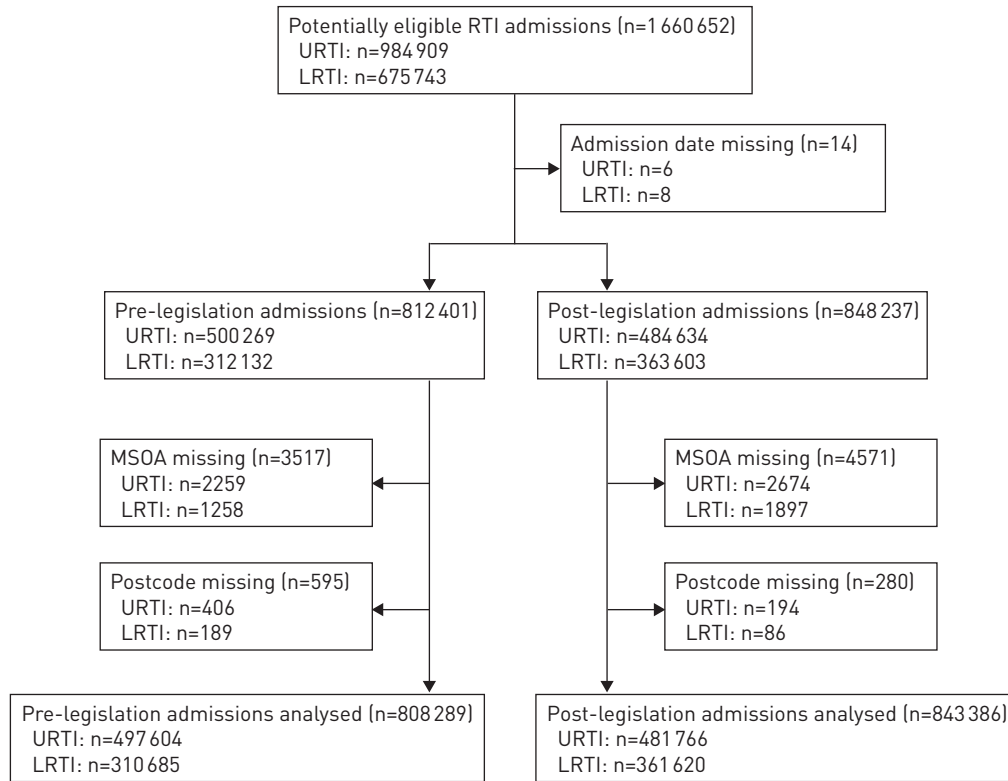 Potentially eligible RTI admissions (n=1 660 652)
URTI: n=984 909
LRTI: n=675 743
Admission date missing (n=14)
URTI: n=6
LRTI: n=8
Pre-legislation admissions (n=812 401)
URTI: n=500 269
LRTI: n=312 132
Post-legislation admissions (n=848 237)
URTI: n=484 634
LRTI: n=363 603
MSOA missing (n=3517)
URTI: n=2259
LRTI: n=1258
MSOA missing (n=4571)
URTI: n=2674
LRTI: n=1897
Postcode missing (n=595)
URTI: n=406
LRTI: n=189
Postcode missing (n=280)
URTI: n=194
LRTI: n=86
Pre-legislation admissions analysed (n=808 289)
URTI: n=497 604
LRTI: n=310 685
Post-legislation admissions analysed (n=843 386)
URTI: n=481 766
LRTI: n=361 620